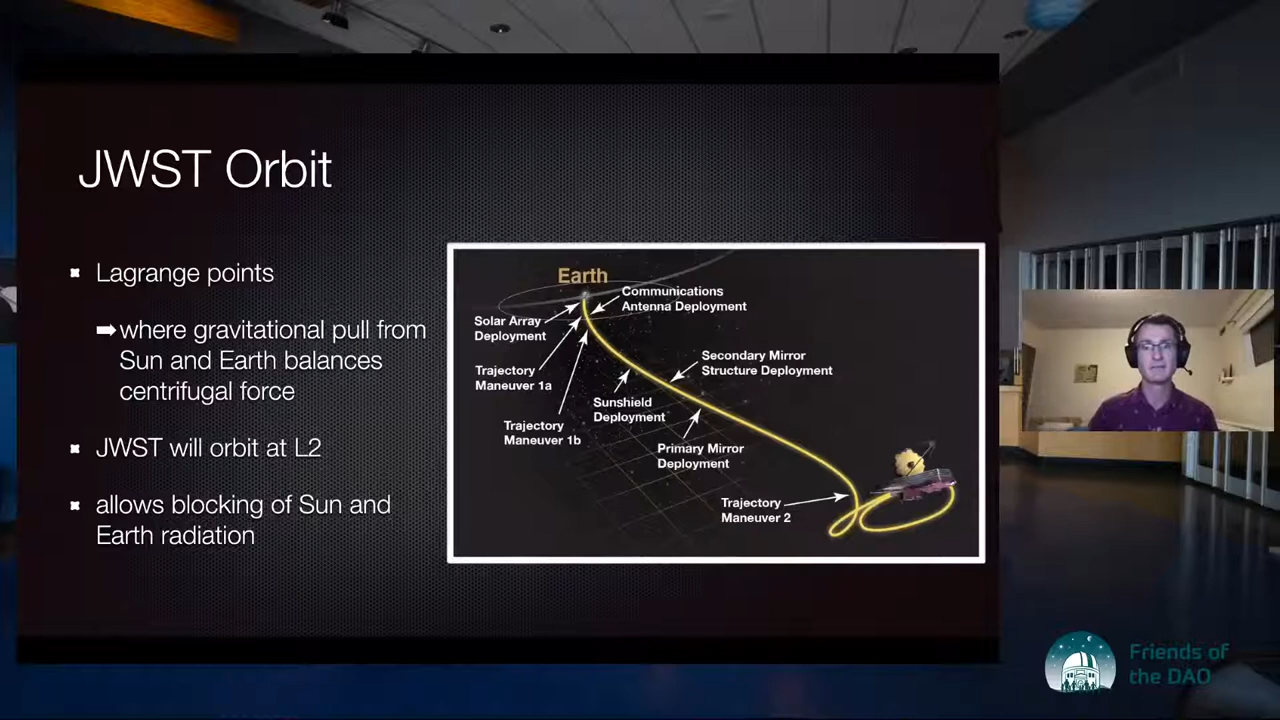 JWST Orbit
Lagrange points
➡where gravitational pull from
Sun and Earth balances
centrifugal force
JWST will orbit at L2
allows blocking of Sun and
Earth radiation
Earth
Communications
Antenna Deployment
Solar Array
Deployment
Trajectory
Maneuver 1a
Trajectory
Maneuver 1b
Secondary Mirror
Structure Deployment
Sunshield
Deployment
Primary Mirror
Deployment
Trajectory
Maneuver 2
Friends of
the DAO